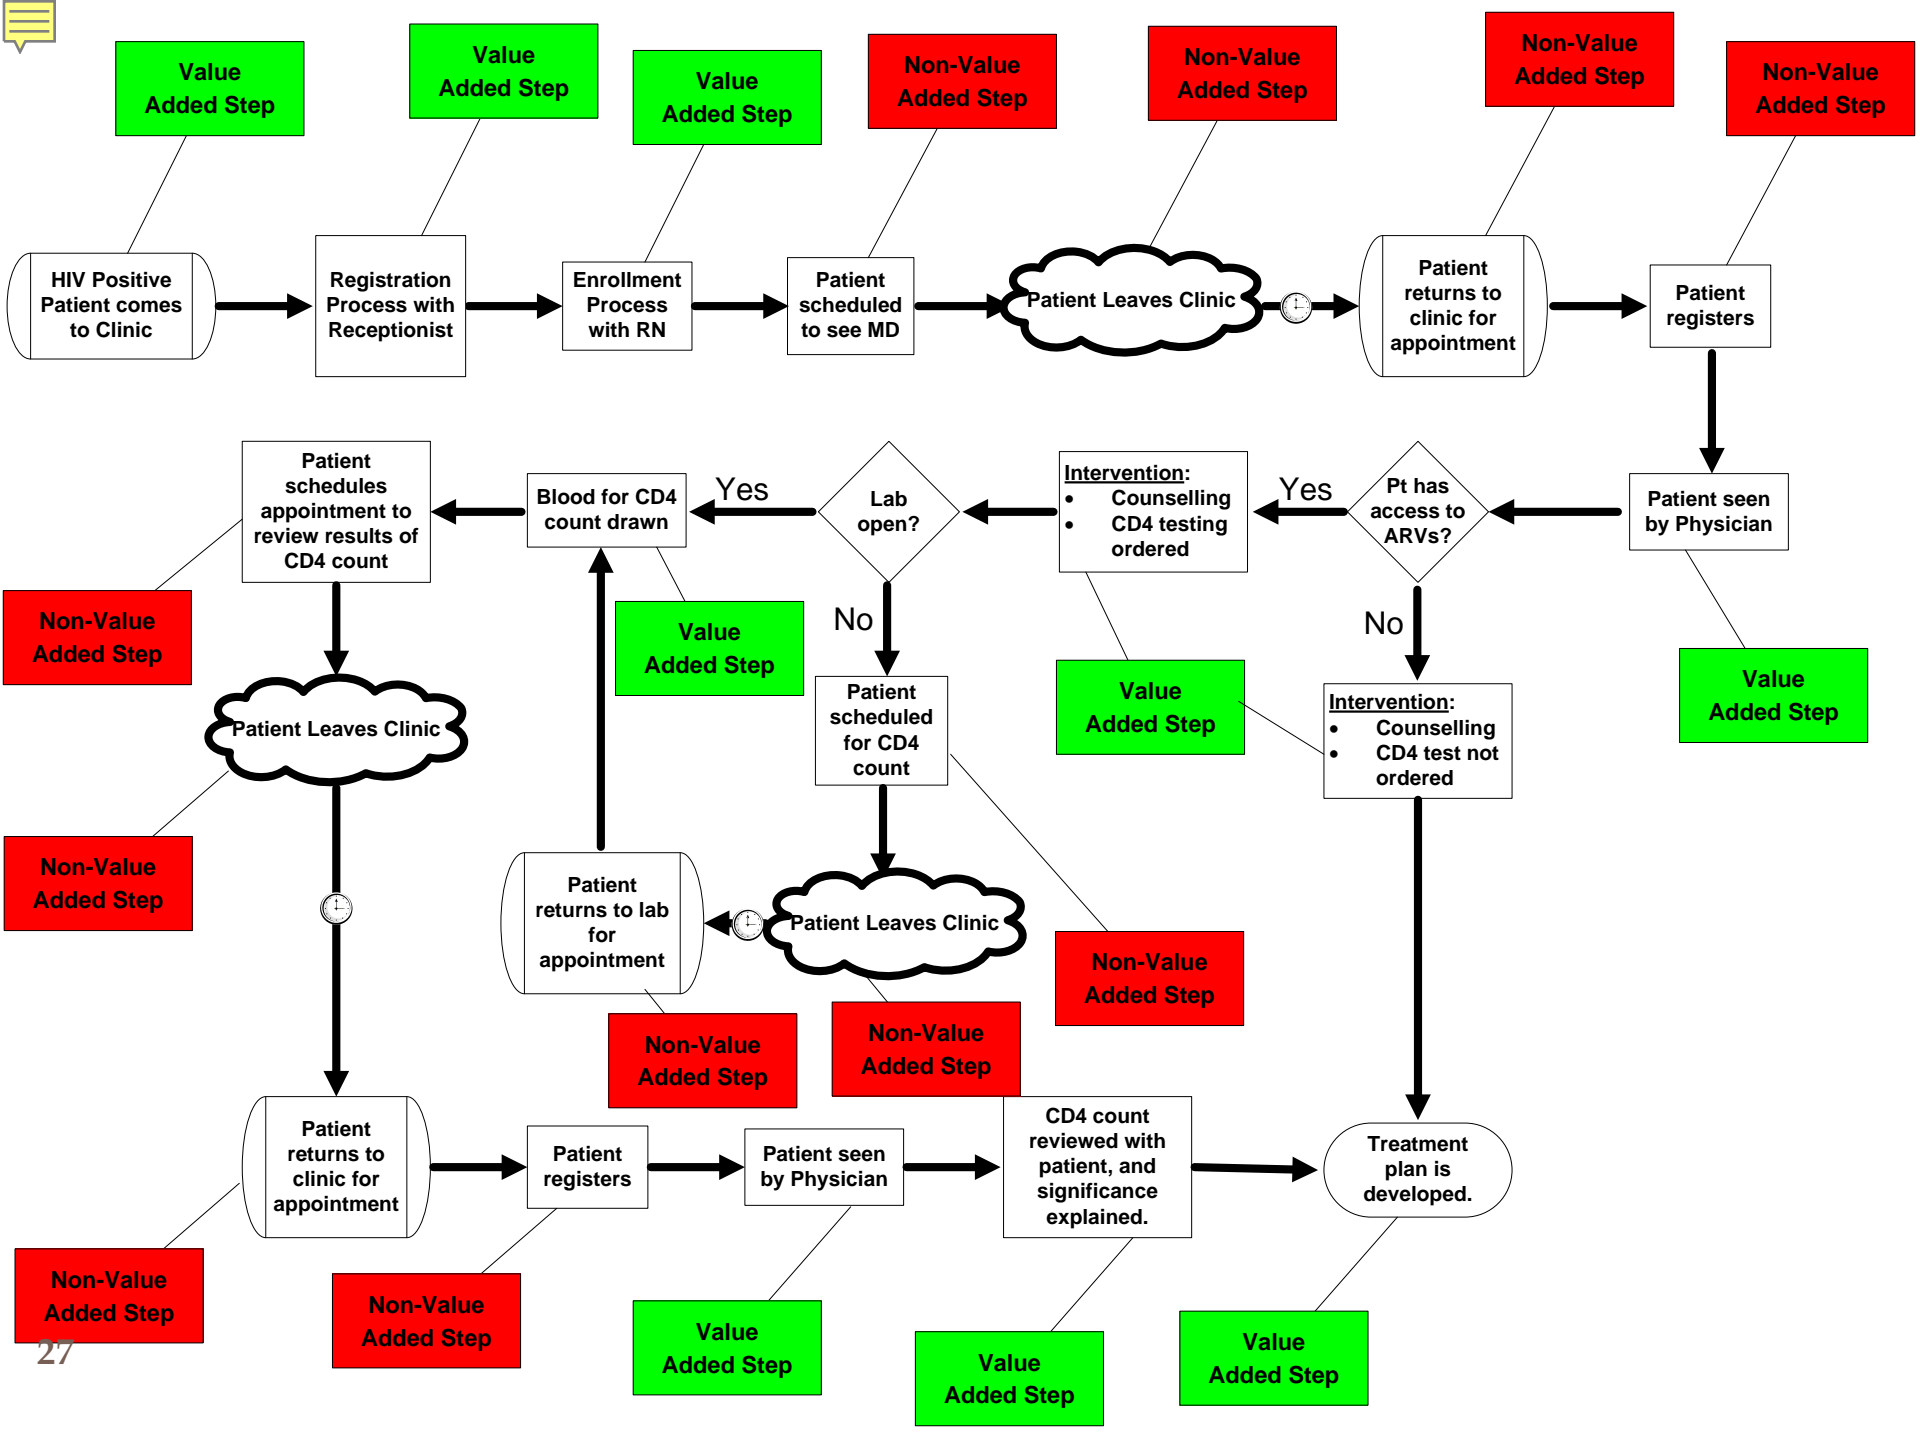 Value
Added Step
Value
Added Step
Value
Added Step
Non-Value
Added Step
Non-Value
Added Step
Non-Value
Added Step
Non-Value
Added Step
HIV Positive
Patient comes
to Clinic
Registration
Process with
Receptionist
Enrollment
Process
with RN
Patient
scheduled
to see MD
Patient Leaves Clinic
Patient
returns to
clinic for
appointment
Patient
registers
Patient
schedules
appointment to
review results of
CD4 count
Blood for CD4
count drawn
Yes
Lab
open?
Intervention:
• Counselling
• CD4 testing
ordered
Yes
Pt has
access to
ARVs?
Patient seen
by Physician
Non-Value
Added Step
Value
Added Step
No
No
Value
Added Step
Value
Added Step
Patient Leaves Clinic
Patient
scheduled
for CD4
count
Intervention:
• Counselling
• CD4 test not
ordered
Non-Value
Added Step
Patient
returns to lab
for
appointment
Patient Leaves Clinic
Non-Value
Added Step
Non-Value
Added Step
Non-Value
Added Step
Patient
returns to
clinic for
appointment
Patient
registers
Patient seen
by Physician
CD4 count
reviewed with
patient, and
significance
explained.
Treatment
plan is
developed.
Non-Value
Added Step
Non-Value
Added Step
Value
Added Step
Value
Added Step
Value
Added Step
27